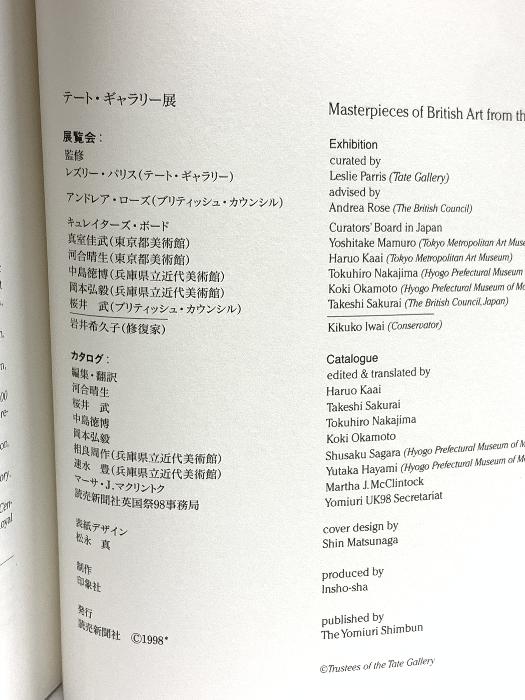 テート・ギャラリー展
展覧会：
監修
レズリー・パリス(テート・ギャラリー)
アンドレア・ローズ(ブリティッシュ・カウンシル)
キュレイターズ・ボード
真室佳武(東京都美術館)
河合晴生(東京都美術館)
中島徳博(兵庫県立近代美術館)
岡本弘毅(兵庫県立近代美術館)
桜井　武(ブリティッシュ・カウンシル)
岩井希久子(修復家)
カタログ：
編集・翻訳
河合晴生
桜井　武
中島徳博
岡本弘毅
相良周作(兵庫県立近代美術館)
速水　豊(兵庫県立近代美術館)
マーサ・J.マクリントク
読売新聞社英国祭98事務局
表紙デザイン
松永　真
制作
印象社
発行
読売新聞社　©1998*
Masterpieces of British Art from
Exhibition
curated by
Leslie Parris (Tate Gallery)
advised by
Andrea Rose (The British Council)
Curators' Board in Japan
Yoshitake Mamuro (Tokyo Metropolitan Art
Haruo Kaai (Tokyo Metropolitan Art Museum)
Tokuhiro Nakajima (Hyogo Prefectural Museum
Koki Okamoto (Hyogo Prefectural Museum of
Takeshi Sakurai (The British Council, Japan)
Kikuko Iwai (Conservator)
Catalogue
edited & translated by
Haruo Kaai
Takeshi Sakurai
Tokuhiro Nakajima
Koki Okamoto
Shusaku Sagara (Hyogo Prefectural Museum of
Yutaka Hayami (Hyogo Prefectural Museum of
Martha J. McClintock
Yomiuri UK98 Secretariat
cover design by
Shin Matsunaga
produced by
Insho-sha
published by
The Yomiuri Shimbun
©Trustees of the Tate Gallery